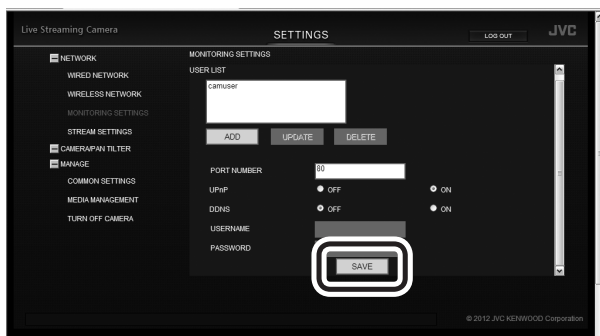 Live Streaming Camera
SETTINGS
LOG OUT
JVC
NETWORK
WIRED NETWORK
WIRELESS NETWORK
MONITORING SETTINGS
STREAM SETTINGS
CAMERA/PAN TILTER
MANAGE
COMMON SETTINGS
MEDIA MANAGEMENT
TURN OFF CAMERA
MONITORING SETTINGS
USER LIST
camuser
ADD UPDATE DELETE
PORT NUMBER 80
UPnP OFF ON
DDNS OFF ON
USERNAME
PASSWORD
SAVE
© 2012 JVC KENWOOD Corporation